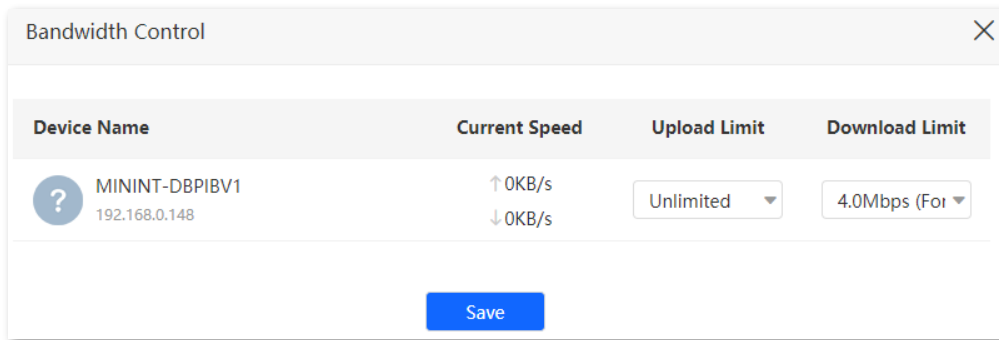 Bandwidth Control
Device Name Current Speed Upload Limit Download Limit
?
MININT-DBPIBV1
192.168.0.148
↑ 0KB/s
↓ 0KB/s
Unlimited
4.0Mbps (For
Save